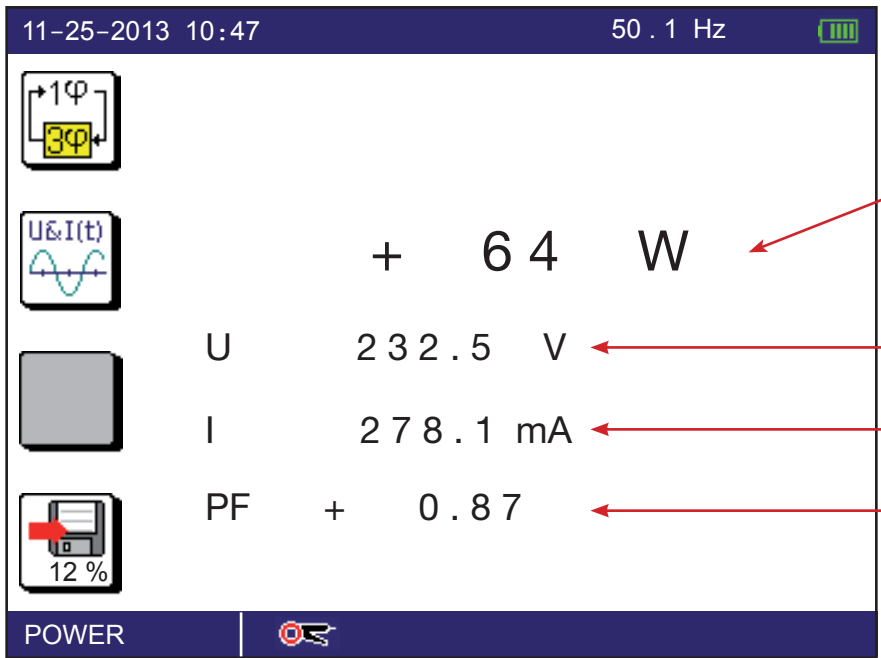 11-25-2013 10:47 50.1 Hz
1φ
3φ
U&I(t)
+ 64 W
U 232.5 V
I 278.1 mA
PF + 0.87
12 %
POWER